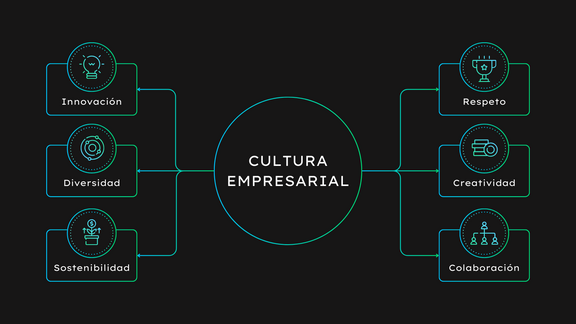 Innovación
Diversidad
Sostenibilidad
CULTURA
EMPRESARIAL
Respeto
Creatividad
Colaboración